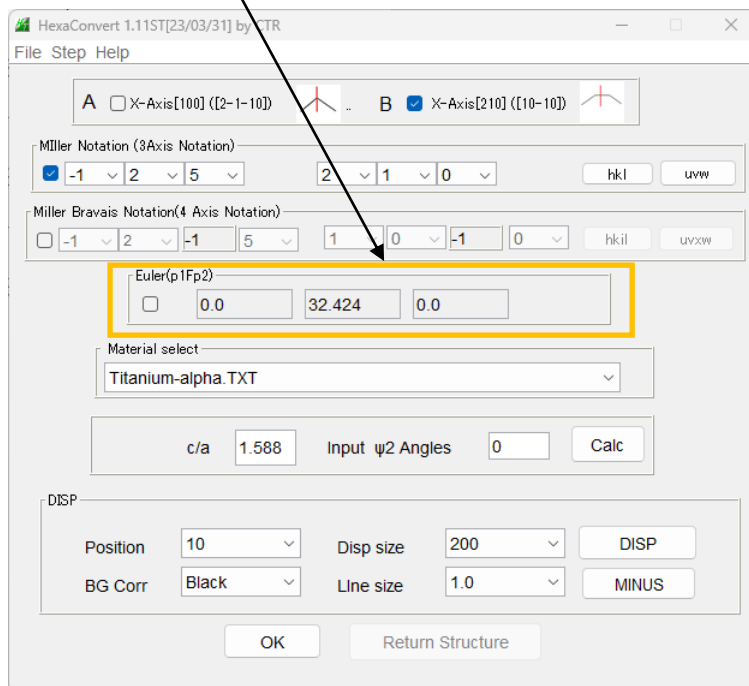 HexaConvert 1.11ST[23/03/31] by CTR
File Step Help
A X-Axis[100] ([2-1-10]) .. B X-Axis[210] ([10-10])
MIller Notation (3Axis Notation)
-1 2 5 2 1 0 hkl uvw
Miller Bravais Notation(4 Axis Notation)
-1 2 -1 5 1 0 -1 0 hkil uvxw
Euler(p1Fp2)
0.0 32.424 0.0
Material select
Titanium-alpha.TXT
c/a 1.588 Input ψ2 Angles 0 Calc
DISP
Position 10 Disp size 200 DISP
BG Corr Black LIne size 1.0 MINUS
OK Return Structure